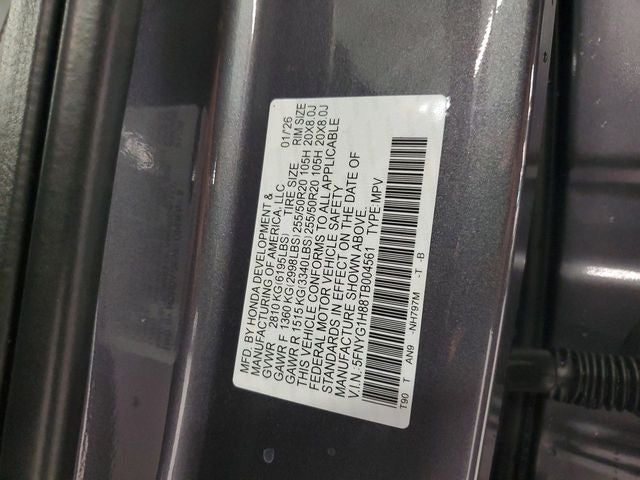 MFD. BY HONDA DEVELOPMENT &
MANUFACTURING OF AMERICA, LLC 01/26
GVWR 2810 KG(6195LBS) TIRE SIZE RIM SIZE
GAWR F 1360 KG(2998LBS) 255/50R20 105H 20X8.0J
GAWR R 1515 KG(3340LBS) 255/50R20 105H 20X8.0J
THIS VEHICLE CONFORMS TO ALL APPLICABLE
FEDERAL MOTOR VEHICLE SAFETY
STANDARDS IN EFFECT ON THE DATE OF
MANUFACTURE SHOWN ABOVE.
V.I.N: 5FNYG1H88TB004561 TYPE: MPV
T90 T AN9 -NH797M -T -B